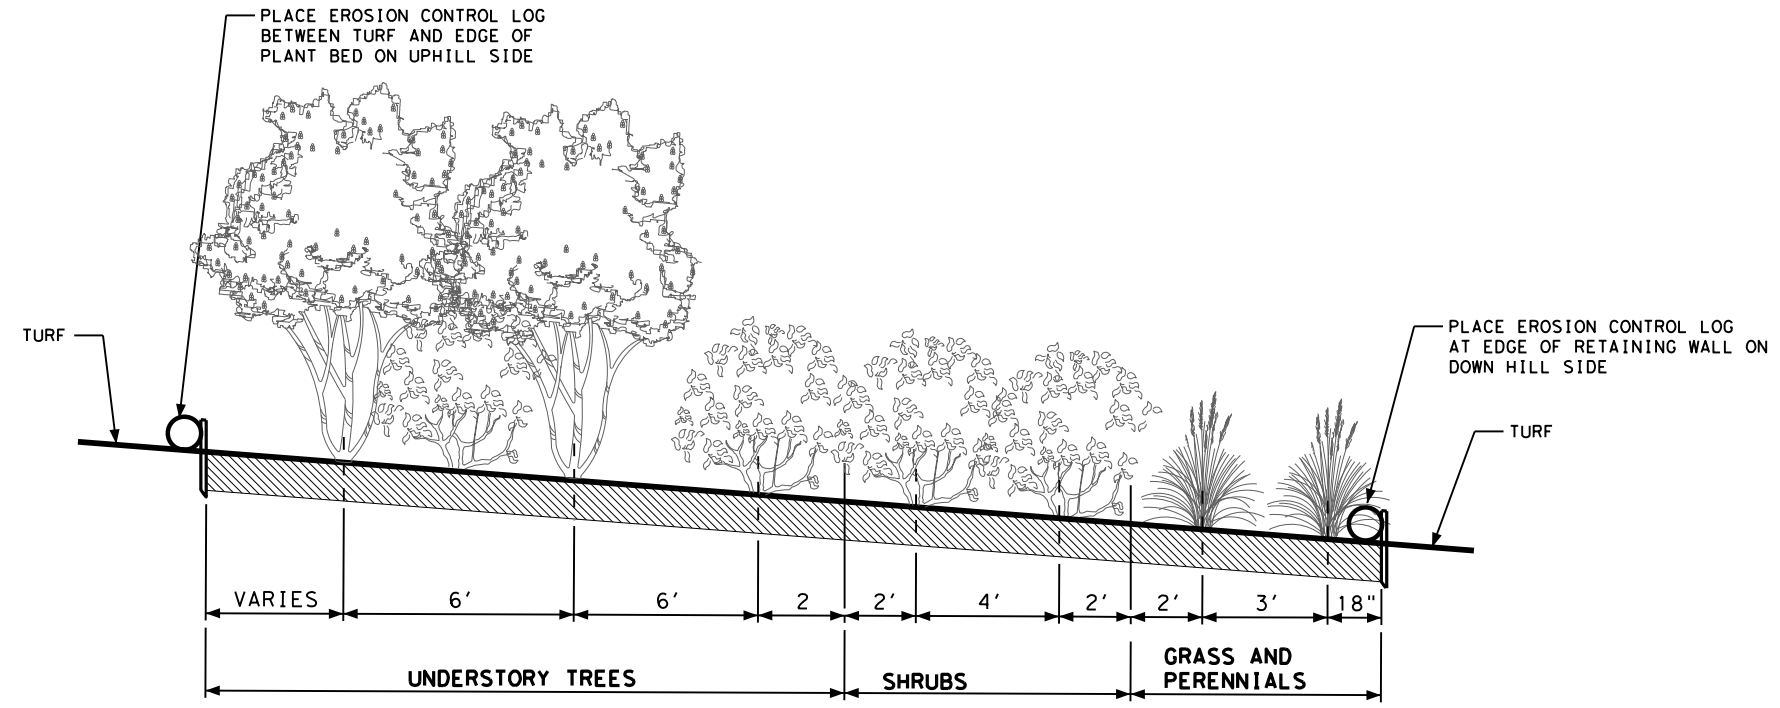 PLACE EROSION CONTROL LOG
BETWEEN TURF AND EDGE OF
PLANT BED ON UPHILL SIDE
TURF
PLACE EROSION CONTROL LOG
AT EDGE OF RETAINING WALL ON
DOWN HILL SIDE
TURF
VARIES 6' 6' 2 2' 4' 2' 2' 3' 18"
UNDERSTORY TREES
SHRUBS
GRASS AND
PERENNIALS